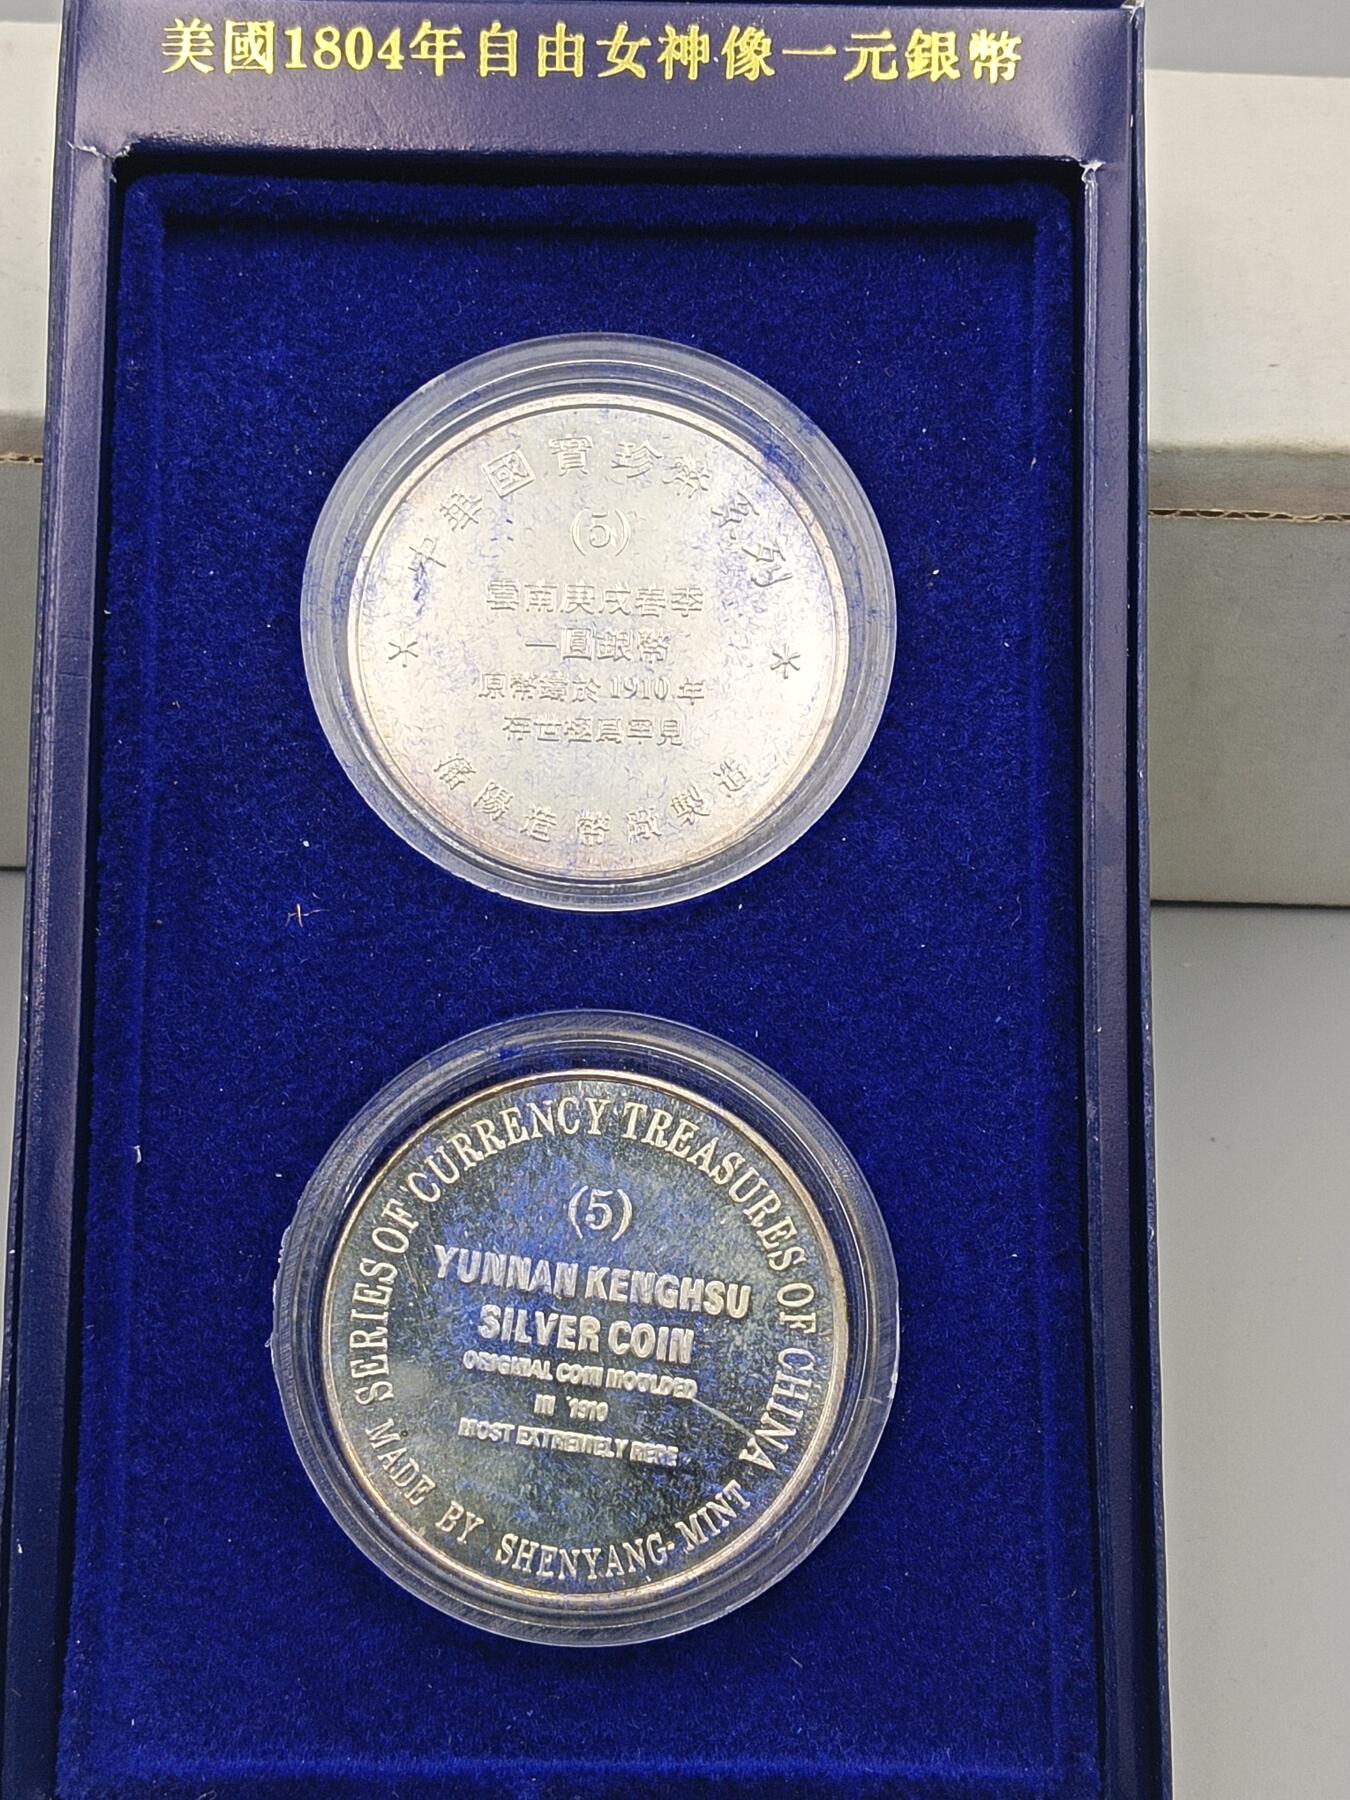 美國1804年自由女神像一元銀幣
中華國寶珍幣系列
(5)
雲南庚戌春季
一圓銀幣
原幣鑄於1910年
存世極爲罕見
瀋陽造幣廠製造
SERIES OF CURRENCY TREASURES OF CHINA
(5)
YUNNAN KENGHSU
SILVER COIN
ORIGINAL COIN MOULDED
IN 1910
MOST EXTREMELY RERE
MADE BY SHENYANG-MINT